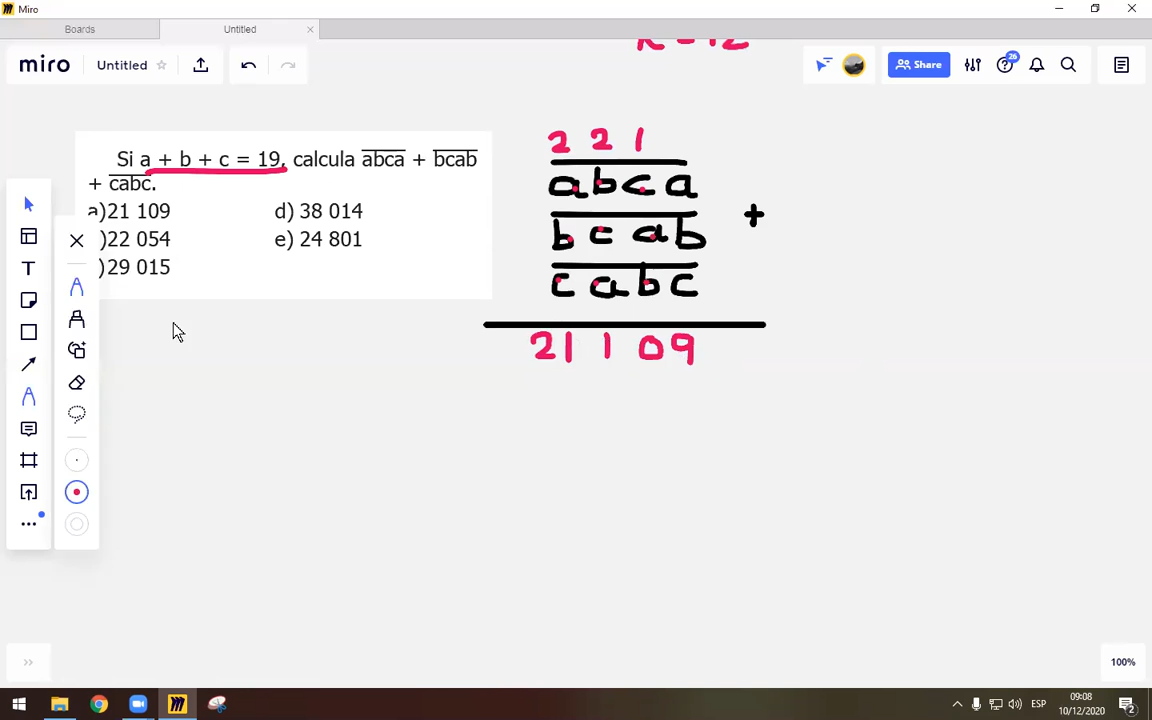 Miro
Boards
Untitled
miro
Untitled
Share
26
Si a + b + c = 19, calcula abca + bcab
+ cabc.
a)21 109
d) 38 014
)22 054
e) 24 801
)29 015
2 2 1
abca
bcab
+
cabc
21 1 09
100%
ESP
09:08
10/12/2020
2